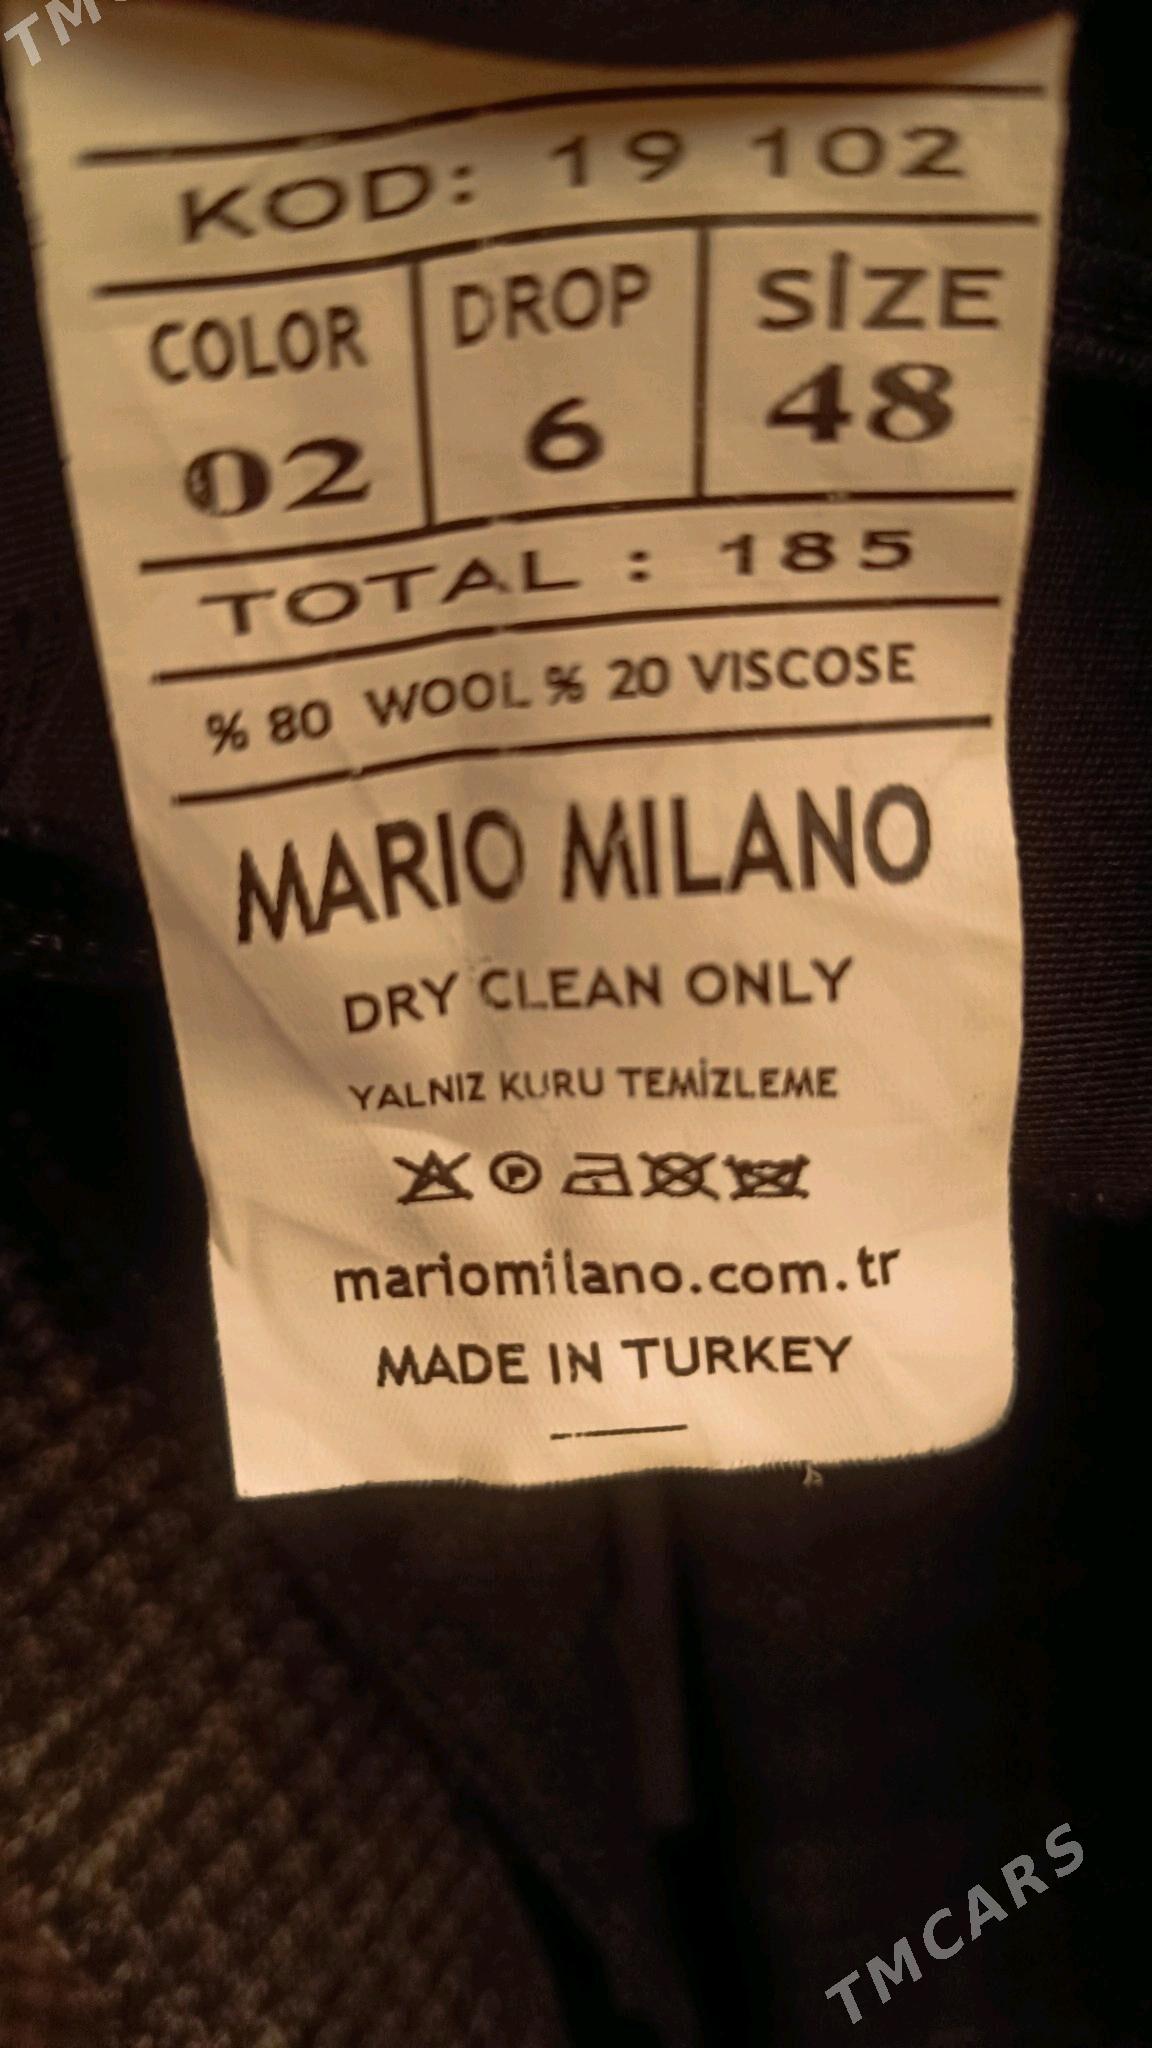 KOD: 19 102
COLOR DROP SİZE
02 6 48
TOTAL : 185
% 80 WOOL % 20 VISCOSE
MARIO MILANO
DRY CLEAN ONLY
YALNIZ KURU TEMİZLEME
P
mariomilano.com.tr
MADE IN TURKEY
TMCARS